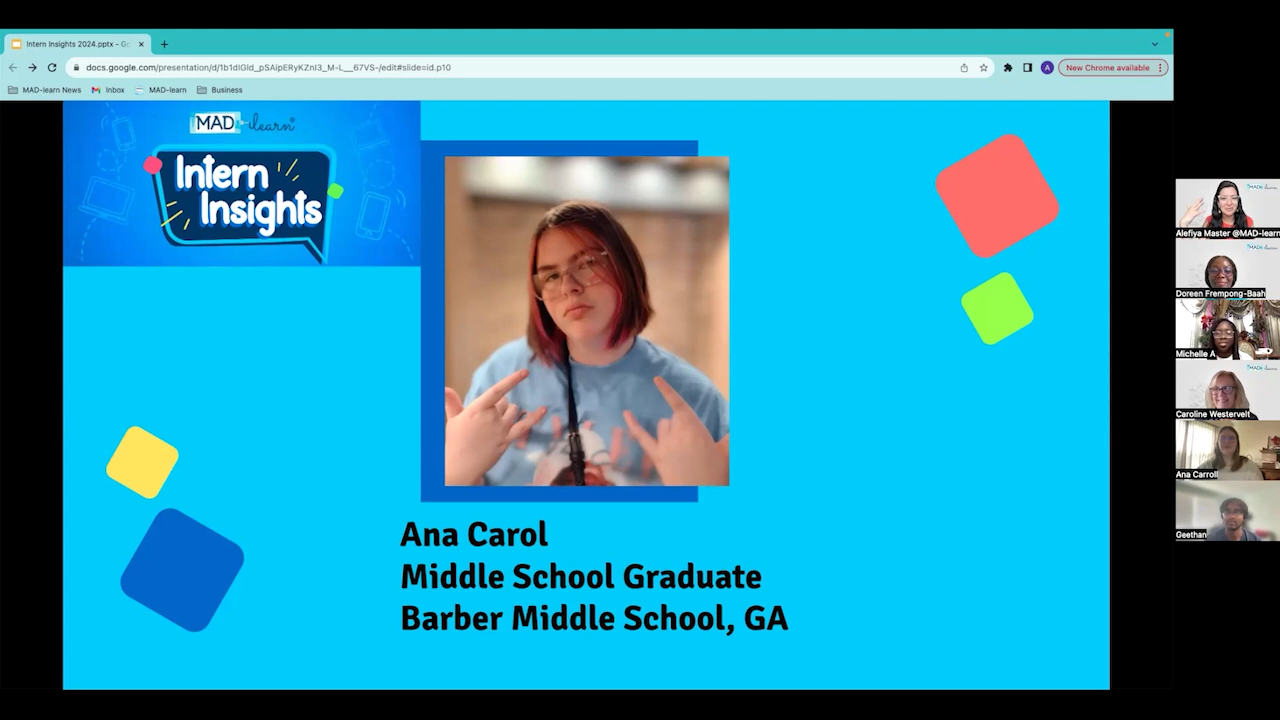 Intern Insights 2024.pptx - Go
docs.google.com/presentation/d/1b1dlGld_pSAipERyKZnI3_M-L__67VS-/edit#slide=id.p10
A
New Chrome available
MAD-learn News
Inbox
MAD-learn
Business
MAD-learn®
Intern
Insights
Ana Carol
Middle School Graduate
Barber Middle School, GA
Alefiya Master @MAD-learn
Doreen Frempong-Baah
Michelle A
Caroline Westervelt
Ana Carroll
Geethan